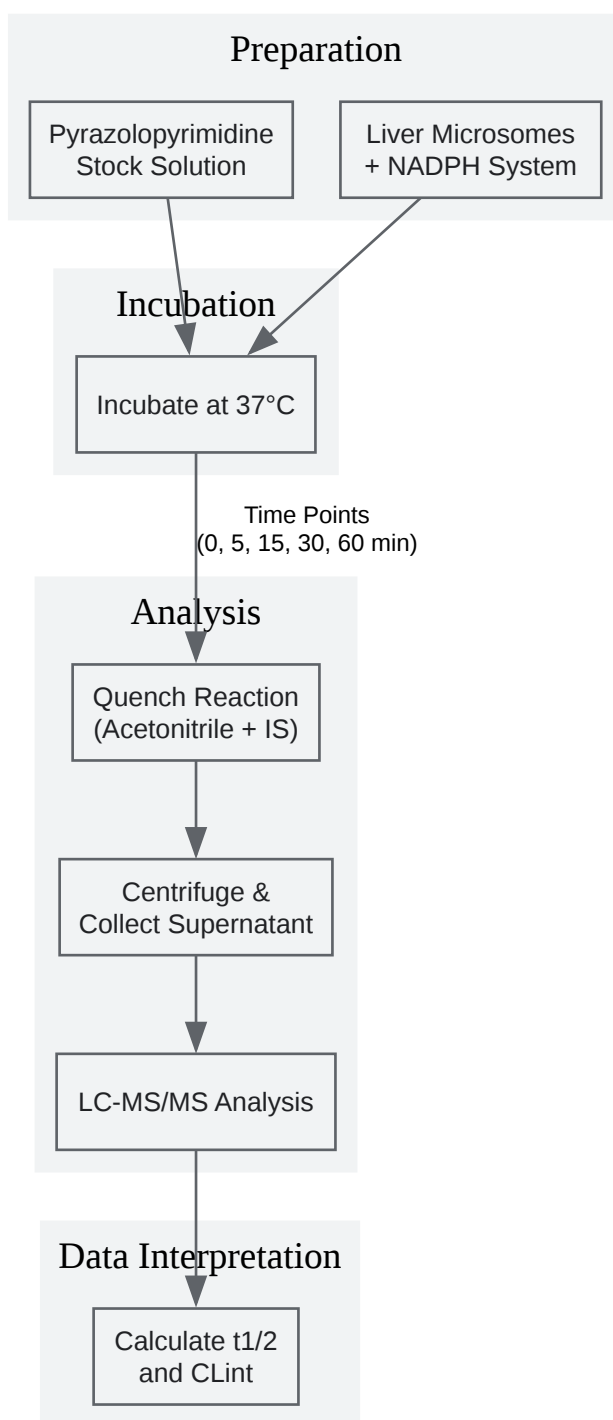 Preparation
Pyrazolopyrimidine
Stock Solution
Liver Microsomes
+ NADPH System
Incubation
Incubate at 37°C
Time Points
(0, 5, 15, 30, 60 min)
Analysis
Quench Reaction
(Acetonitrile + IS)
Centrifuge &
Collect Supernatant
LC-MS/MS Analysis
Data Interpretation
Calculate t1/2
and CLint